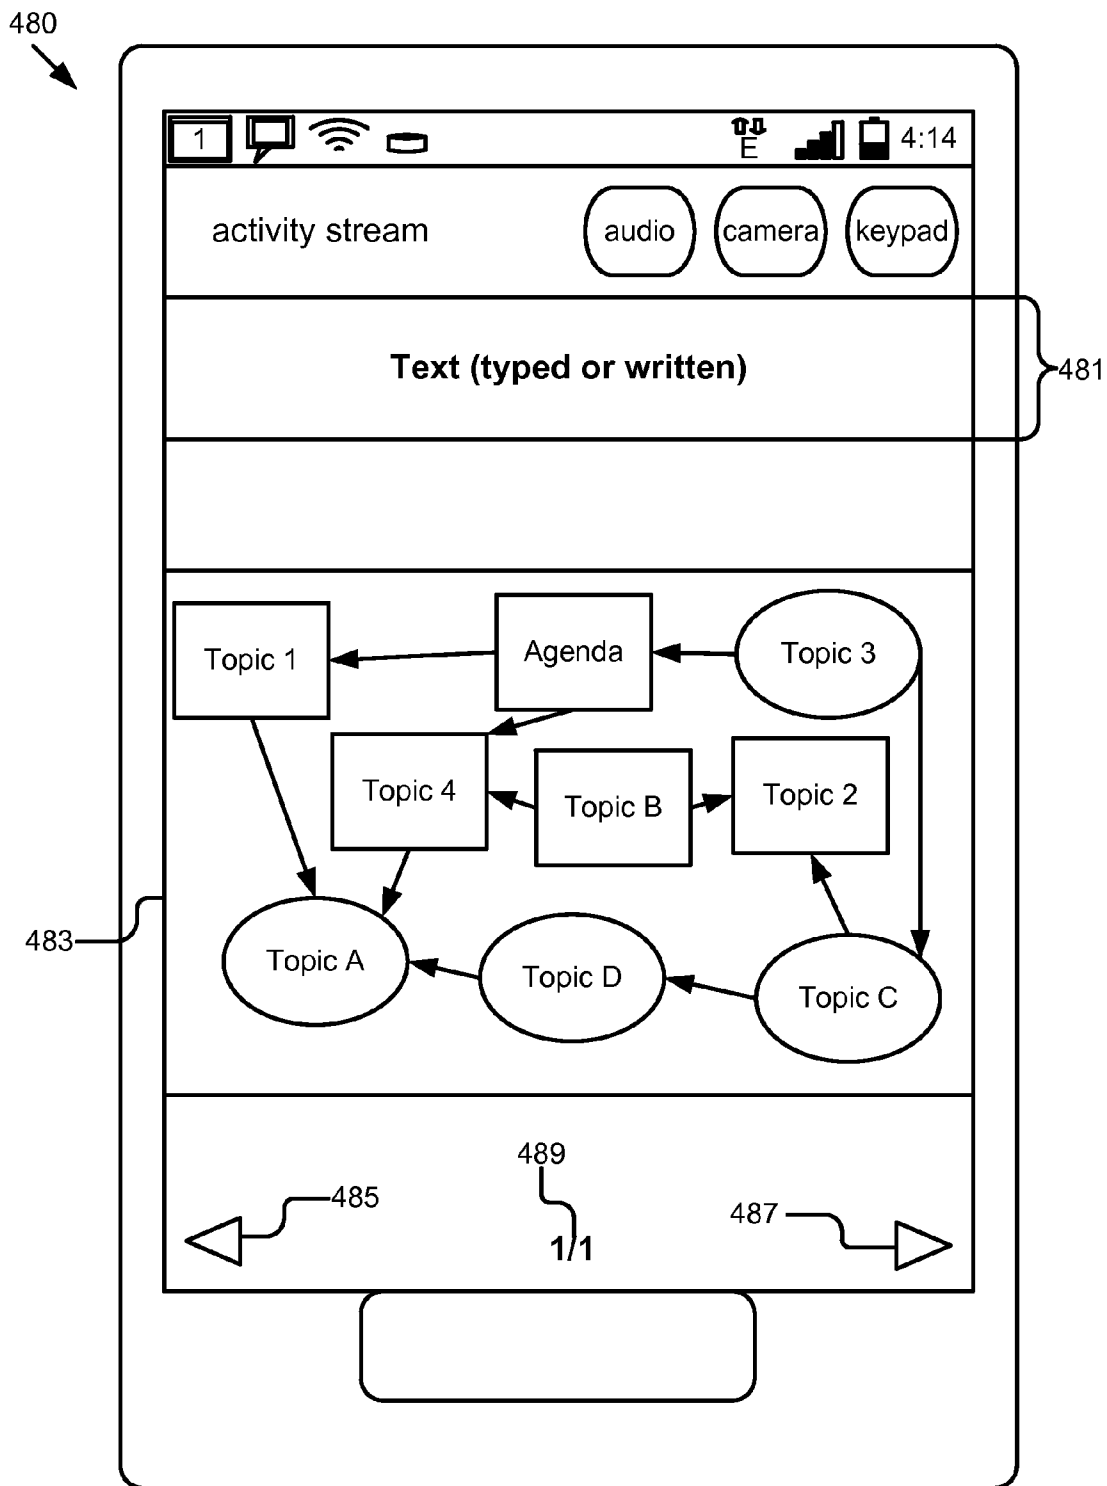 480
1
E
4:14
activity stream
audio
camera
keypad
Text (typed or written)
481
Topic 1
Agenda
Topic 3
Topic 4
Topic B
Topic 2
483
Topic A
Topic D
Topic C
489
485
487
1/1